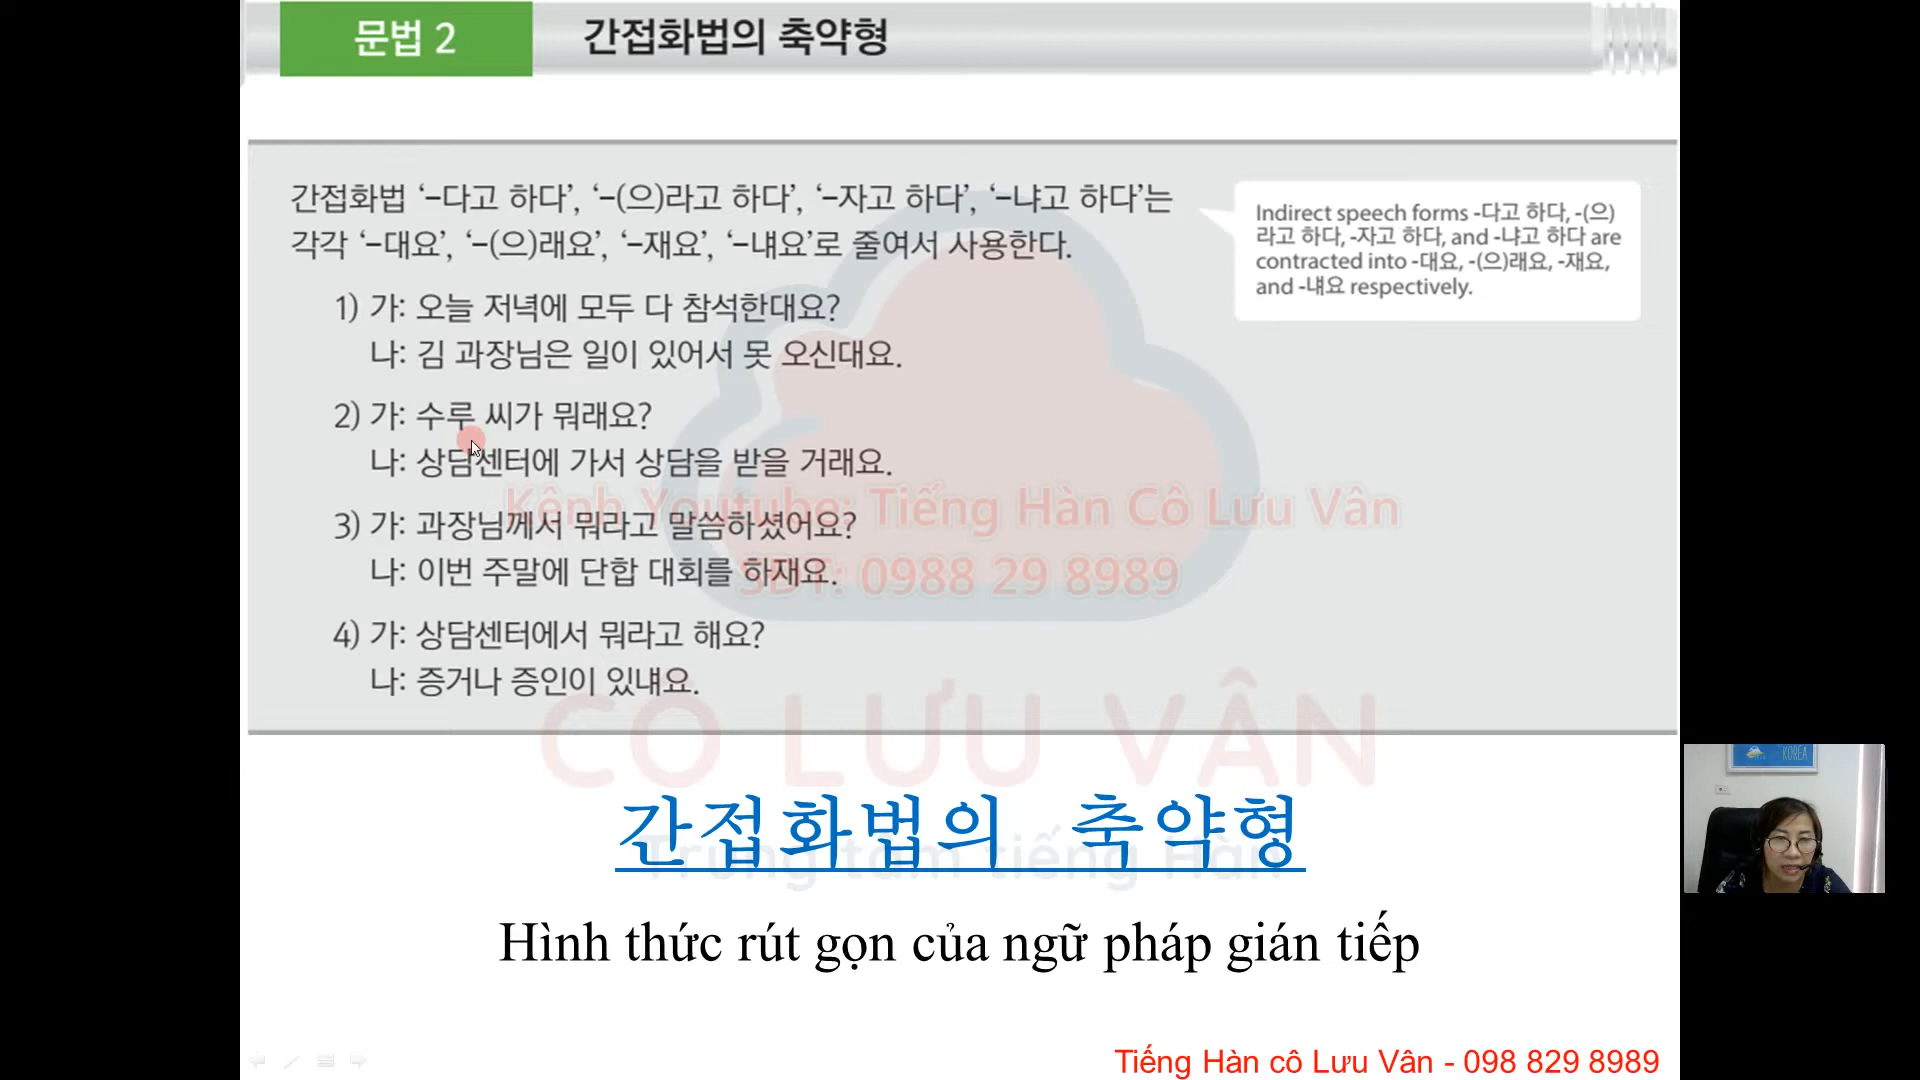 문법 2
간접화법의 축약형
간접화법 ‘–다고 하다’, ‘–(으)라고 하다’, ‘–자고 하다’, ‘–냐고 하다’는
각각 ‘–대요’, ‘–(으)래요’, ‘–재요’, ‘–냬요’로 줄여서 사용한다.
Indirect speech forms -다고 하다, -(으)
라고 하다, -자고 하다, and -냐고 하다 are
contracted into -대요, -(으)래요, -재요,
and -냬요 respectively.
1) 가: 오늘 저녁에 모두 다 참석한대요?
나: 김 과장님은 일이 있어서 못 오신대요.
2) 가: 수루 씨가 뭐래요?
나: 상담센터에 가서 상담을 받을 거래요.
Kênh Youtube: Tiếng Hàn Cô Lưu Vân
3) 가: 과장님께서 뭐라고 말씀하셨어요?
나: 이번 주말에 단합 대회를 하재요.
SĐT: 0988 29 8989
4) 가: 상담센터에서 뭐라고 해요?
나: 증거나 증인이 있냬요.
CÔ LƯU VÂN
간접화법의 축약형
Trung tâm tiếng Hàn
Hình thức rút gọn của ngữ pháp gián tiếp
Tiếng Hàn cô Lưu Vân - 098 829 8989
KOREA